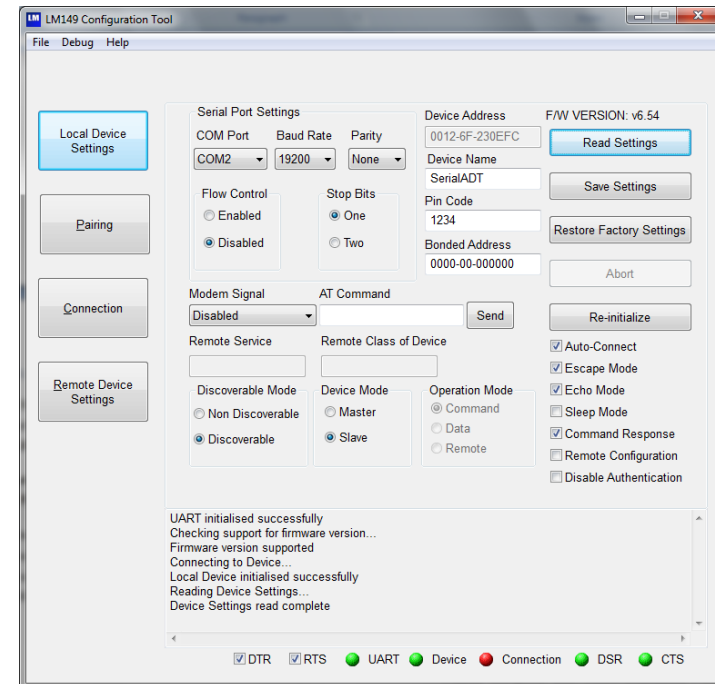 LM LM149 Configuration Tool
File Debug Help
Local Device
Settings
Pairing
Connection
Remote Device
Settings
Serial Port Settings
COM Port Baud Rate Parity
COM2 19200 None
Flow Control Stop Bits
Enabled One
Disabled Two
Device Address
0012-6F-230EFC
Device Name
SerialADT
Pin Code
1234
Bonded Address
0000-00-000000
F/W VERSION: v6.54
Read Settings
Save Settings
Restore Factory Settings
Abort
Re-initialize
Modem Signal AT Command
Disabled Send
Remote Service Remote Class of Device
Discoverable Mode Device Mode Operation Mode
Non Discoverable Master Command
Discoverable Slave Data
Remote
Auto-Connect
Escape Mode
Echo Mode
Sleep Mode
Command Response
Remote Configuration
Disable Authentication
UART initialised successfully
Checking support for firmware version...
Firmware version supported
Connecting to Device...
Local Device initialised successfully
Reading Device Settings...
Device Settings read complete
DTR RTS UART Device Connection DSR CTS